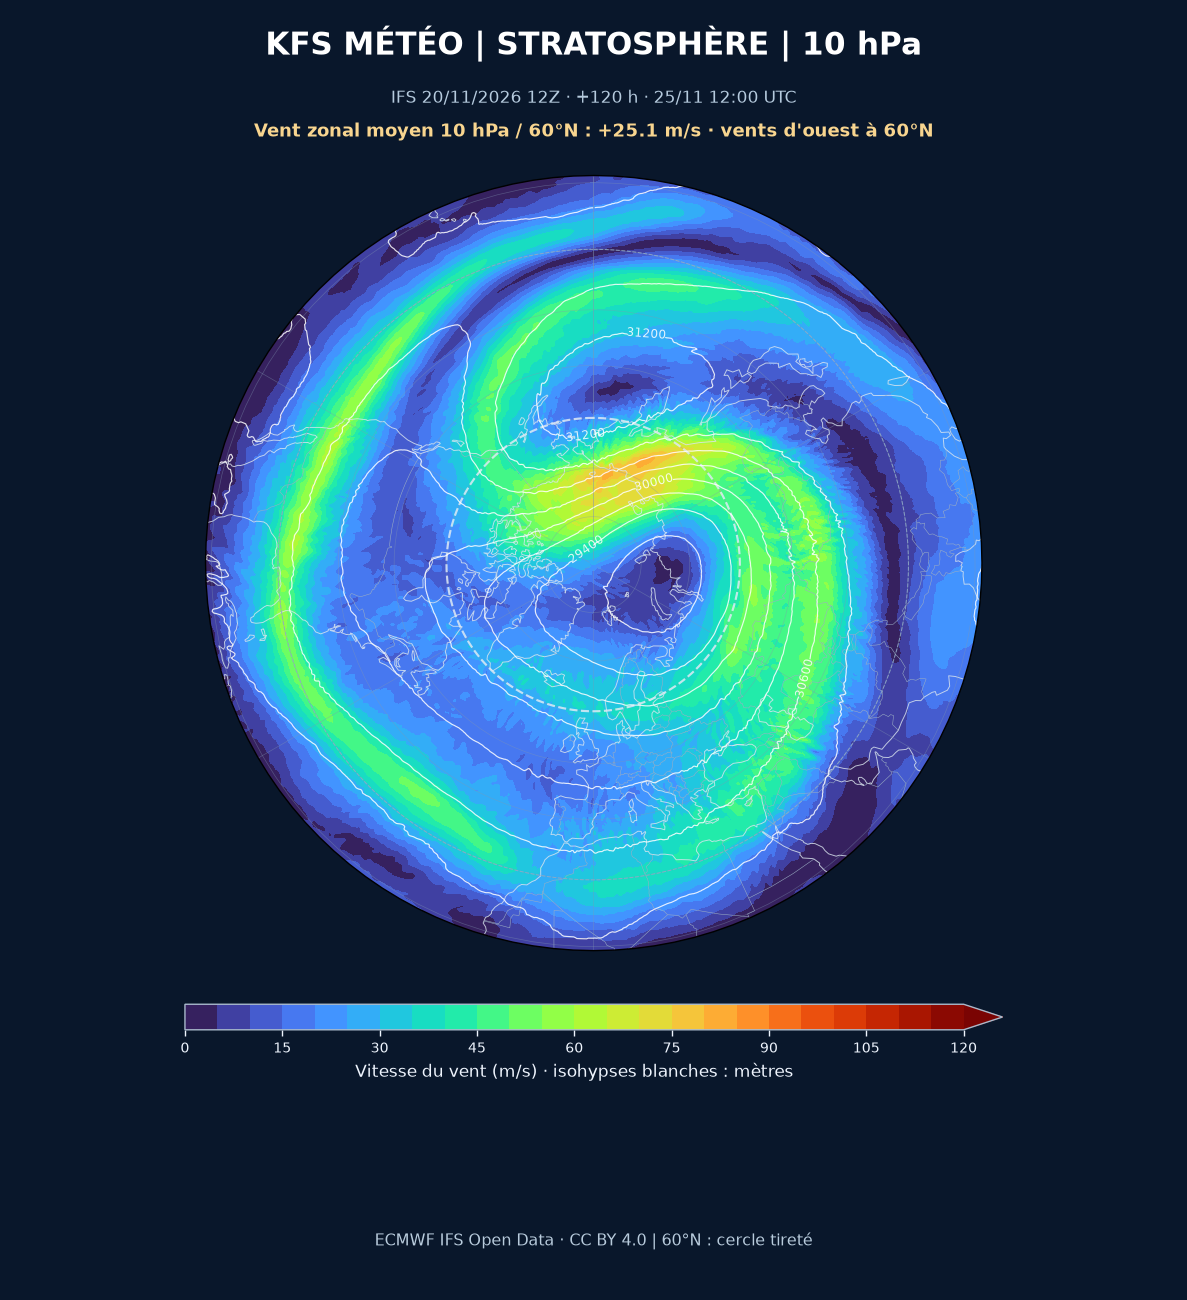 KFS MÉTÉO | STRATOSPHÈRE | 10 hPa
IFS 20/11/2026 12Z · +120 h · 25/11 12:00 UTC
Vent zonal moyen 10 hPa / 60°N : +25.1 m/s · vents d'ouest à 60°N
31200
31200
30000
29400
30600
0 15 30 45 60 75 90 105 120
Vitesse du vent (m/s) · isohypses blanches : mètres
ECMWF IFS Open Data · CC BY 4.0 | 60°N : cercle tireté